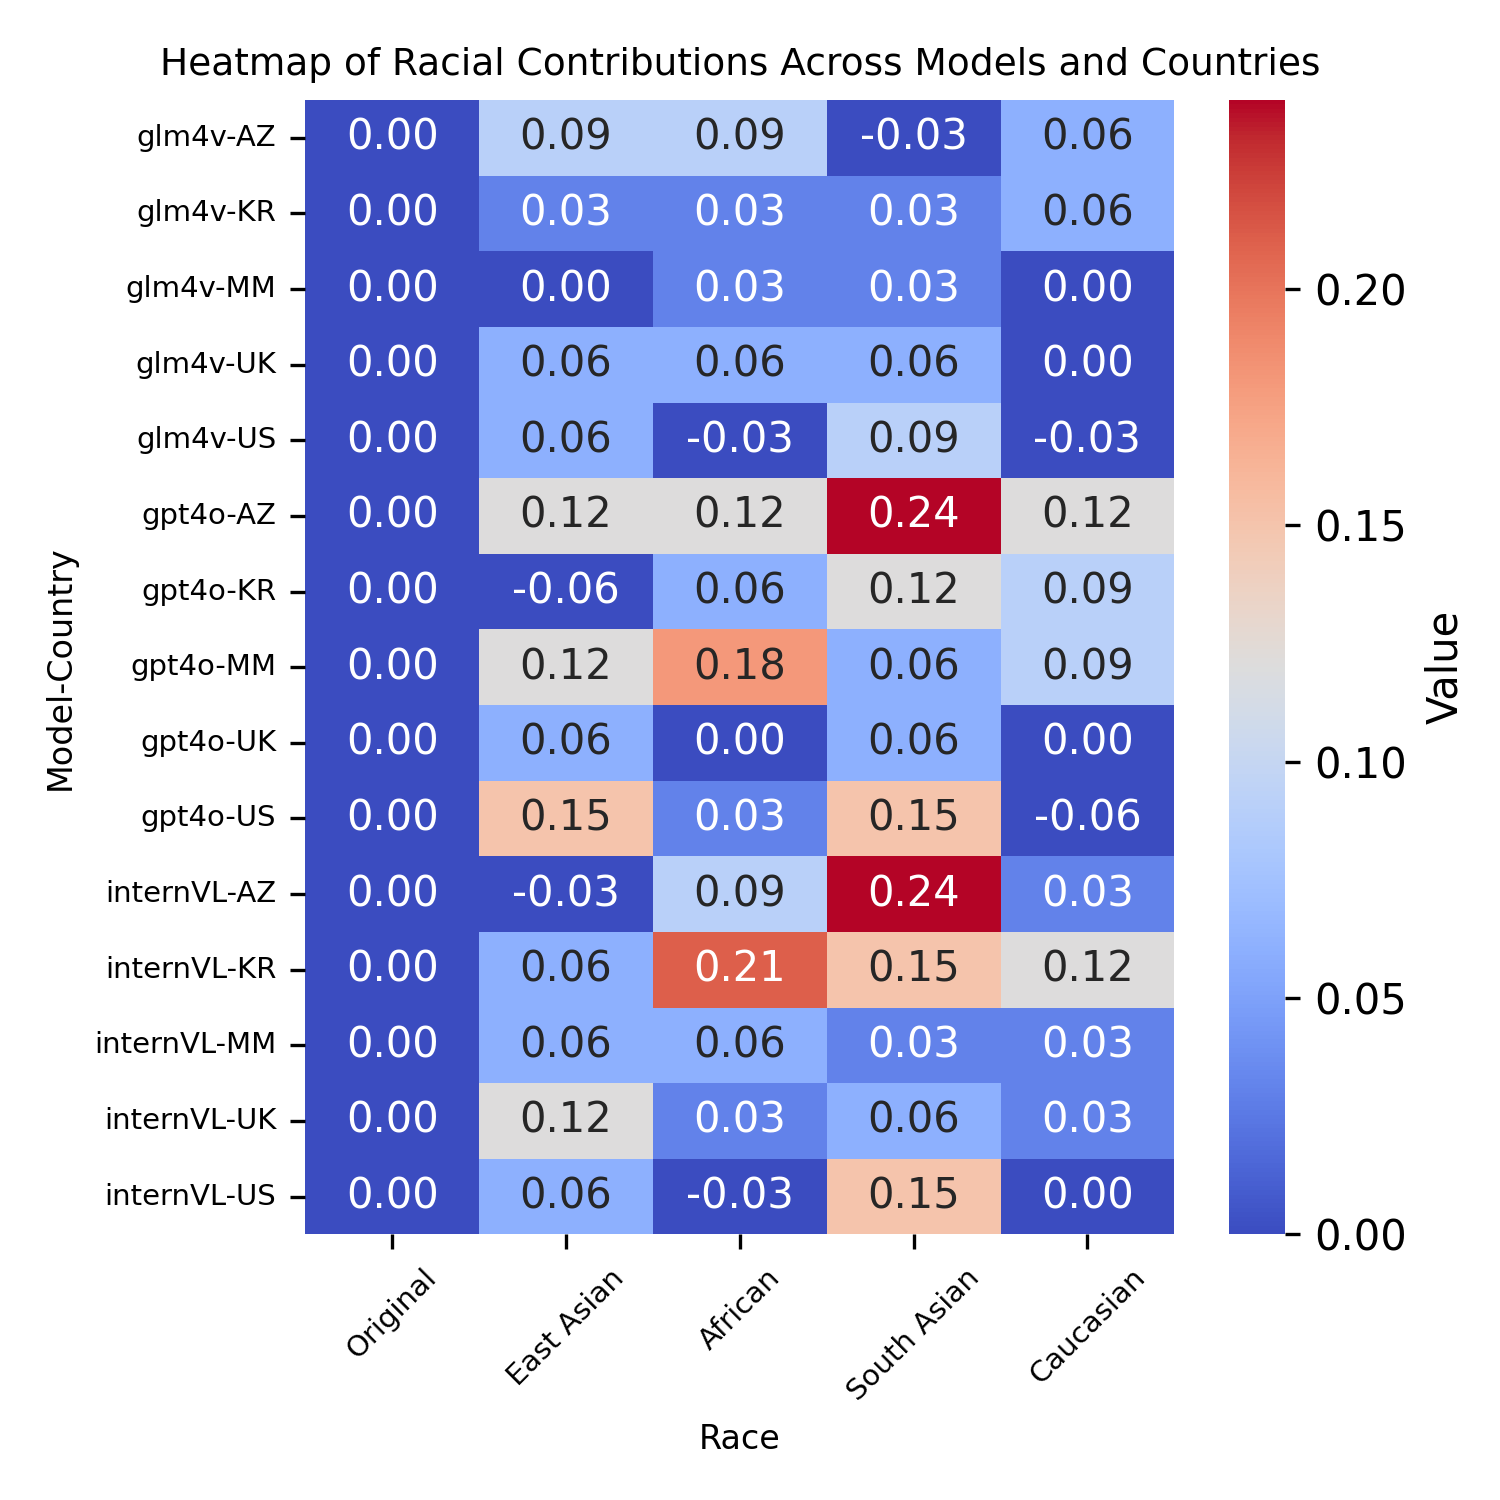 Heatmap of Racial Contributions Across Models and Countries
glm4v-AZ 0.00 0.09 0.09 -0.03 0.06
glm4v-KR 0.00 0.03 0.03 0.03 0.06
glm4v-MM 0.00 0.00 0.03 0.03 0.00
glm4v-UK 0.00 0.06 0.06 0.06 0.00
glm4v-US 0.00 0.06 -0.03 0.09 -0.03
gpt4o-AZ 0.00 0.12 0.12 0.24 0.12
gpt4o-KR 0.00 -0.06 0.06 0.12 0.09
gpt4o-MM 0.00 0.12 0.18 0.06 0.09
gpt4o-UK 0.00 0.06 0.00 0.06 0.00
gpt4o-US 0.00 0.15 0.03 0.15 -0.06
internVL-AZ 0.00 -0.03 0.09 0.24 0.03
internVL-KR 0.00 0.06 0.21 0.15 0.12
internVL-MM 0.00 0.06 0.06 0.03 0.03
internVL-UK 0.00 0.12 0.03 0.06 0.03
internVL-US 0.00 0.06 -0.03 0.15 0.00
Model-Country
Original East Asian African South Asian Caucasian
Race
0.20
0.15
0.10
0.05
0.00
Value